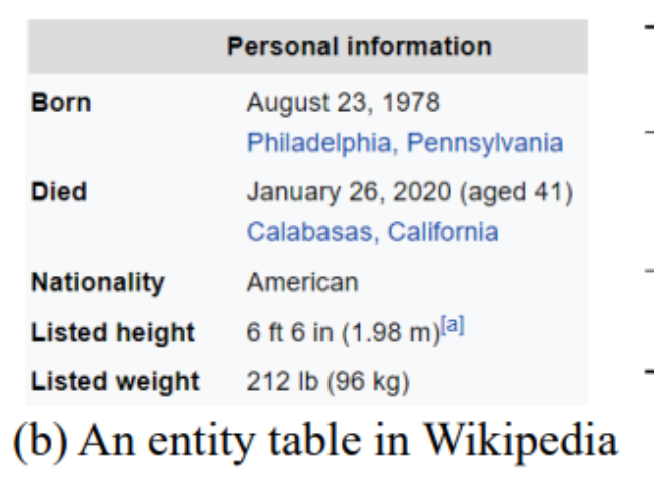 Personal information
Born August 23, 1978
Philadelphia, Pennsylvania
Died January 26, 2020 (aged 41)
Calabasas, California
Nationality American
Listed height 6 ft 6 in (1.98 m)[a]
Listed weight 212 lb (96 kg)
(b) An entity table in Wikipedia